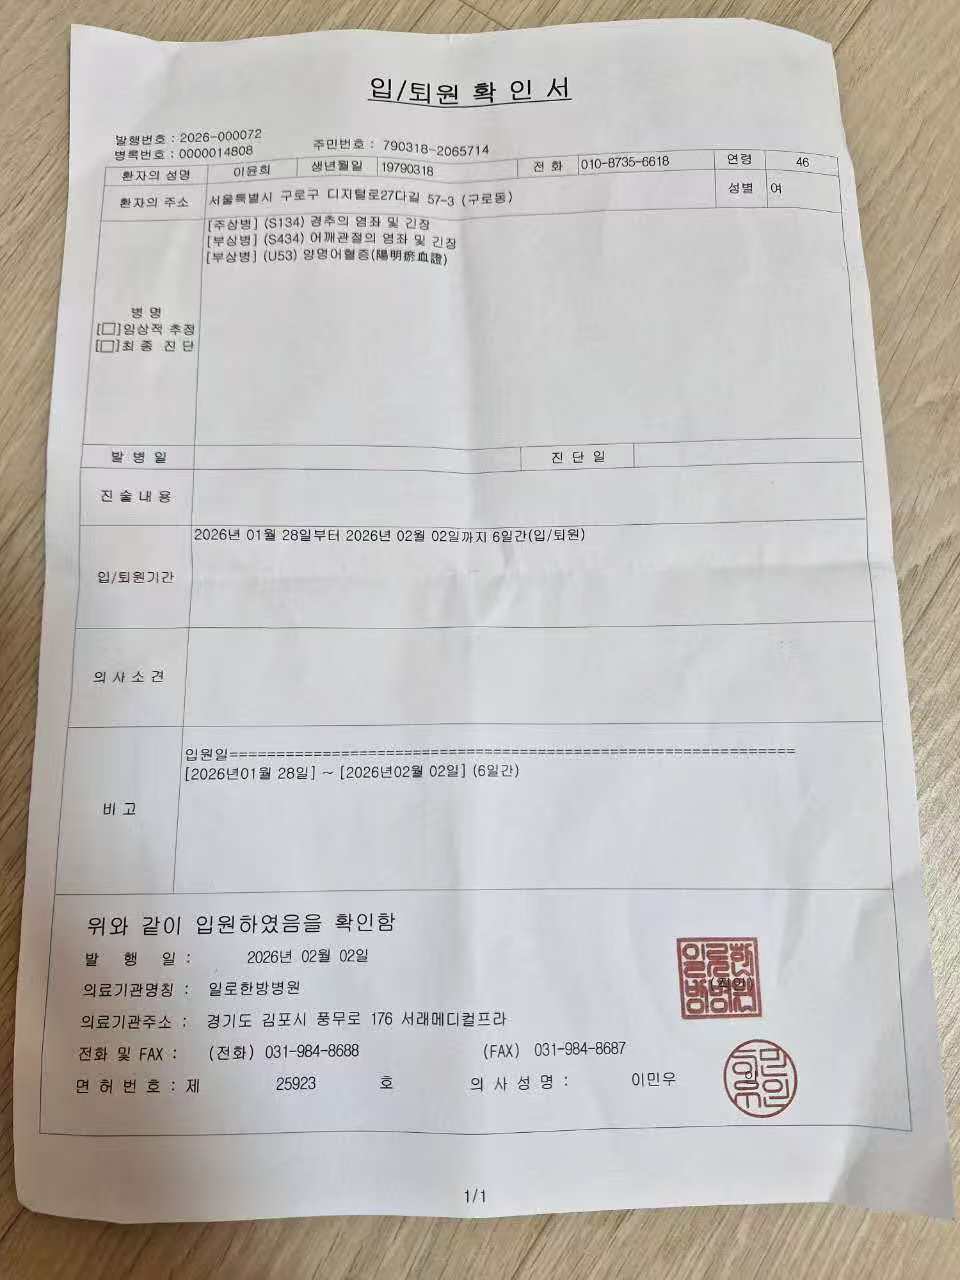 입/퇴원 확 인 서
발행번호 : 2026-000072
병록번호 : 0000014808
주민번호 : 790318-2065714
환자의 성명 이윤희 생년월일 19790318 전 화 010-8735-6618 연령 46
환자의 주소 서울특별시 구로구 디지털로27다길 57-3 (구로동) 성별 여
[주상병] (S134) 경추의 염좌 및 긴장
[부상병] (S434) 어깨관절의 염좌 및 긴장
[부상병] (U53) 양명어혈증(陽明瘀血證)
병 명
[□]임상적 추정
[□]최 종 진 단
발 병 일 진 단 일
진 술 내 용
2026년 01월 28일부터 2026년 02월 02일까지 6일간(입/퇴원)
입/퇴원기간
의 사 소 견
입원일==============================================================
[2026년01월 28일] ~ [2026년02월 02일] (6일간)
비 고
위와 같이 입원하였음을 확인함
발 행 일 : 2026년 02월 02일
의료기관명칭 : 일로한방병원
의료기관주소 : 경기도 김포시 풍무로 176 서래메디컬프라
전화 및 FAX : (전화) 031-984-8688 (FAX) 031-984-8687
면 허 번 호 : 제 25923 호 의 사 성 명 : 이민우 인
(직인)
일로한방병원
1/1